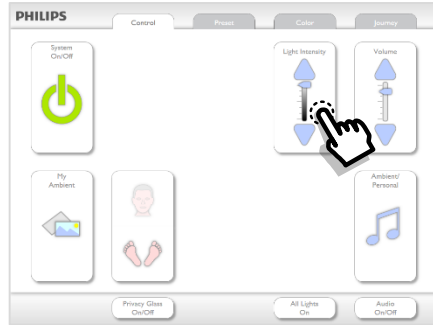 PHILIPS
Control
Preset
Color
Journey
System
On/Off
Light Intensity
Volume
My
Ambient
Ambient/
Personal
Privacy Glass
On/Off
All Lights
On
Audio
On/Off